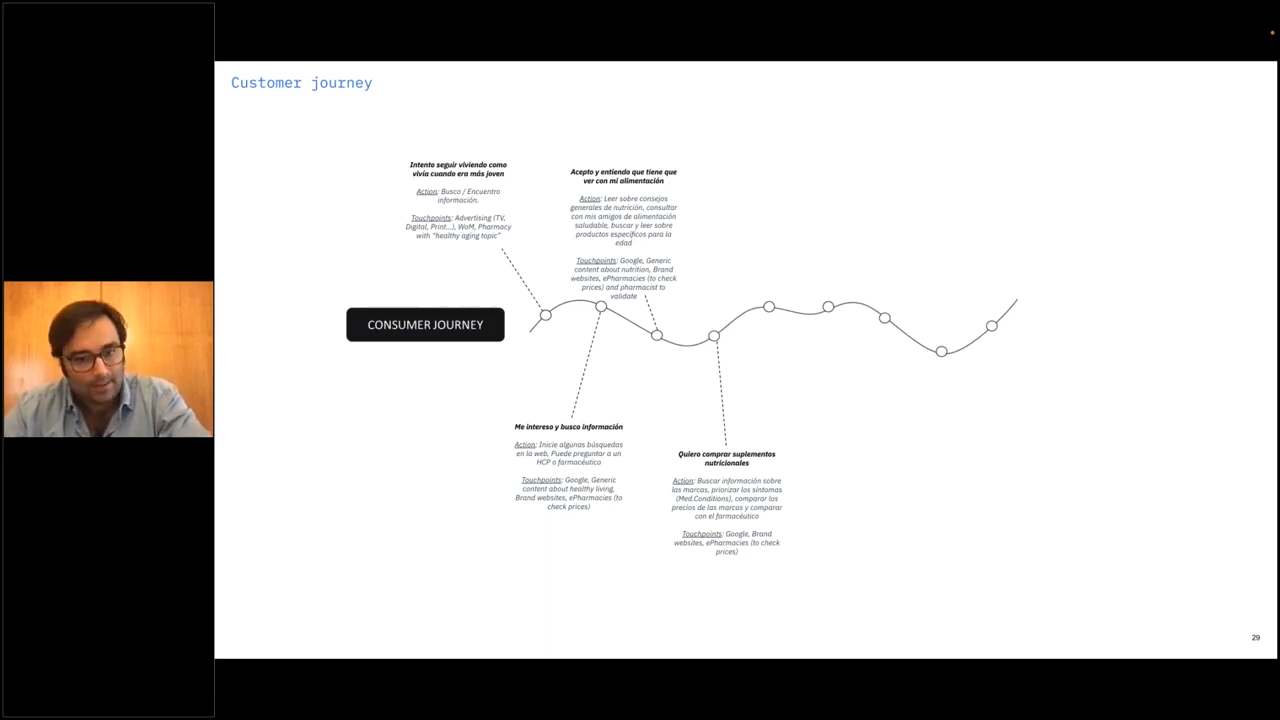 Customer journey
Intento seguir viviendo como
vivía cuando era más joven
Action: Busco / Encuentro
información.
Touchpoints: Advertising (TV,
Digital, Print...), WoM, Pharmacy
with "healthy aging topic"
Acepto y entiendo que tiene que
ver con mi alimentación
Action: Leer sobre consejos
generales de nutrición, consultar
con mis amigos de alimentación
saludable, buscar y leer sobre
productos específicos para la
edad
Touchpoints: Google, Generic
content about nutrition, Brand
websites, ePharmacies (to check
prices) and pharmacist to
validate
CONSUMER JOURNEY
Me intereso y busco información
Action: Inicie algunas búsquedas
en la web, Puede preguntar a un
HCP o farmacéutico
Touchpoints: Google, Generic
content about healthy living,
Brand websites, ePharmacies (to
check prices)
Quiero comprar suplementos
nutricionales
Action: Buscar información sobre
las marcas, priorizar los síntomas
(Med.Conditions), comparar los
precios de las marcas y comparar
con el farmacéutico
Touchpoints: Google, Brand
websites, ePharmacies (to check
prices)
29